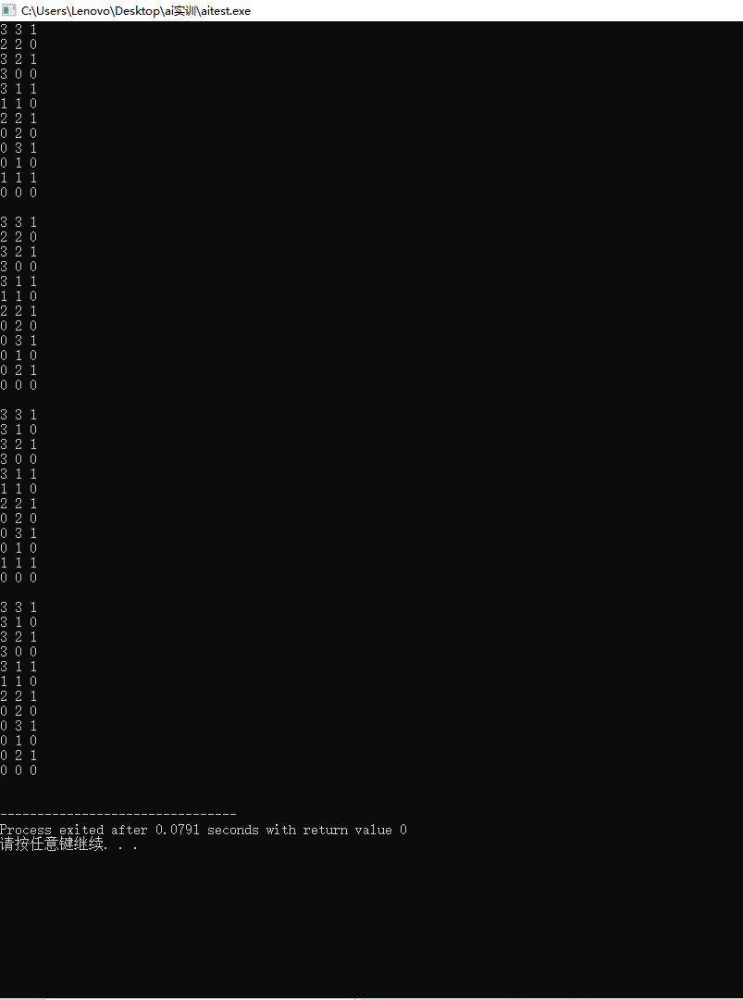 C:\Users\Lenovo\Desktop\ai实训\aitest.exe
3 3 1
2 2 0
3 2 1
3 0 0
3 1 1
1 1 0
2 2 1
0 2 0
0 3 1
0 1 0
1 1 1
0 0 0
3 3 1
2 2 0
3 2 1
3 0 0
3 1 1
1 1 0
2 2 1
0 2 0
0 3 1
0 1 0
0 2 1
0 0 0
3 3 1
3 1 0
3 2 1
3 0 0
3 1 1
1 1 0
2 2 1
0 2 0
0 3 1
0 1 0
1 1 1
0 0 0
3 3 1
3 1 0
3 2 1
3 0 0
3 1 1
1 1 0
2 2 1
0 2 0
0 3 1
0 1 0
0 2 1
0 0 0
--------------------------------
Process exited after 0.0791 seconds with return value 0
请按任意键继续. . .